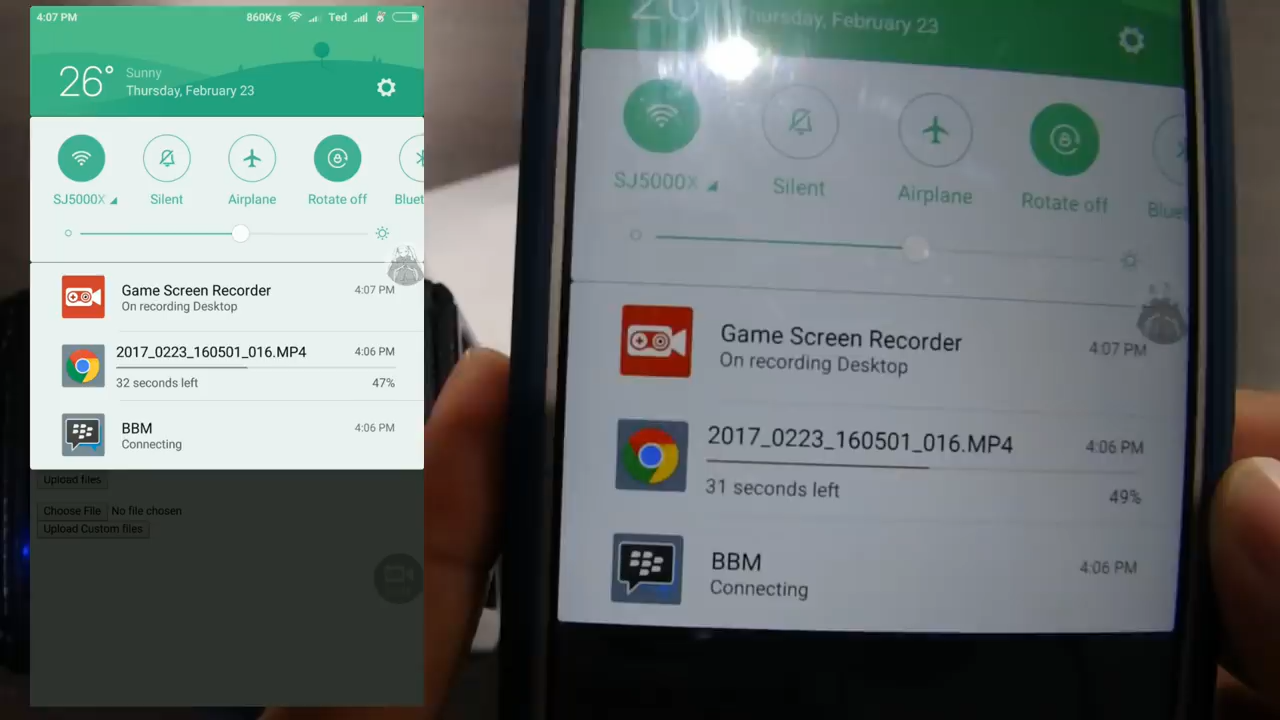 4:07 PM
860K/s
Ted
26°
Sunny
Thursday, February 23
SJ5000X
Silent
Airplane
Rotate off
Game Screen Recorder
4:07 PM
On recording Desktop
2017_0223_160501_016.MP4
4:06 PM
32 seconds left
47%
BBM
4:06 PM
Connecting
Upload files
Choose File
No file chosen
Upload Custom files
Thursday, February 23
SJ5000X
Silent
Airplane
Rotate off
Game Screen Recorder
4:07 PM
On recording Desktop
2017_0223_160501_016.MP4
4:06 PM
31 seconds left
49%
BBM
4:06 PM
Connecting